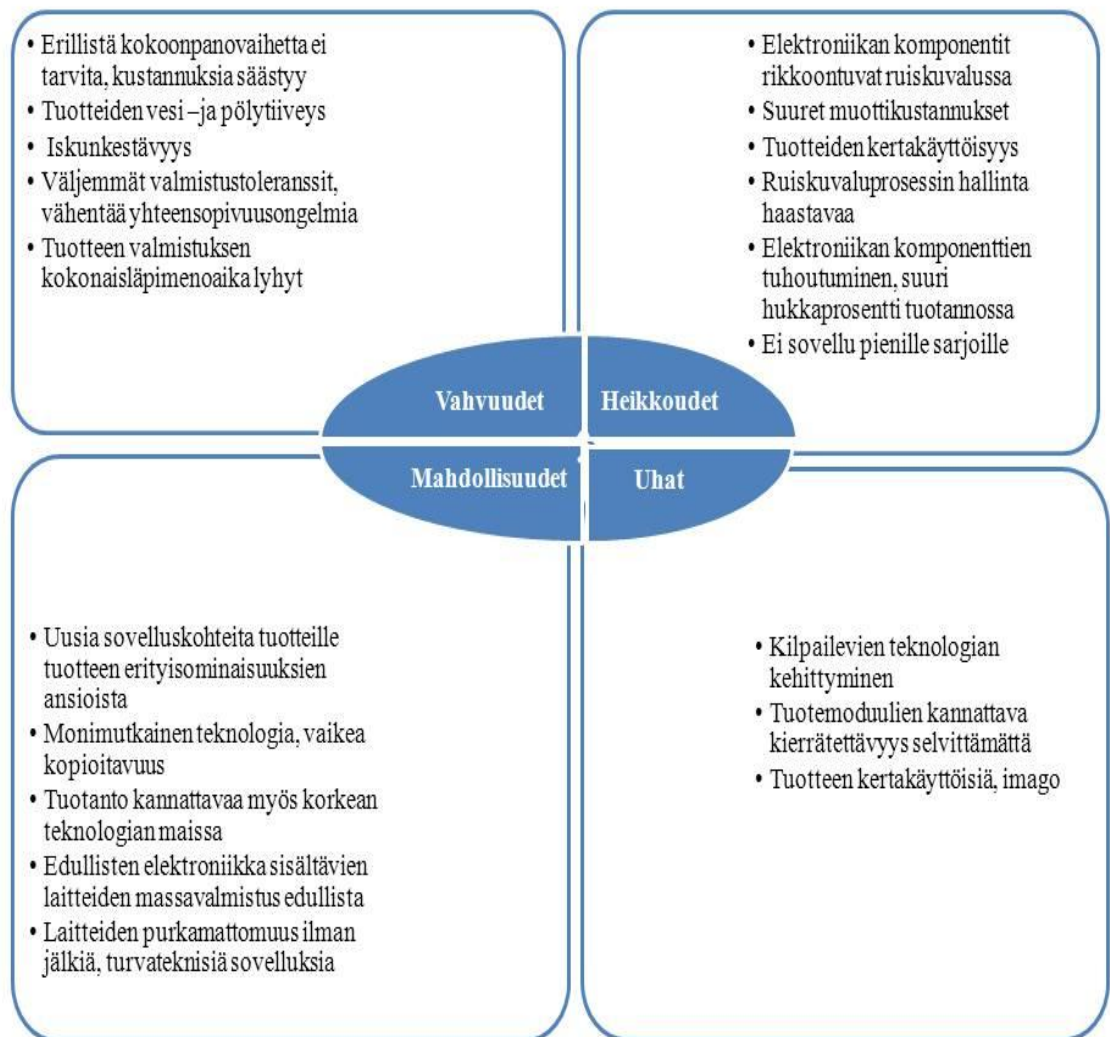 • Erillistä kokoonpanovaihetta ei
tarvita, kustannuksia säästyy
• Tuotteiden vesi –ja pölytiiveys
• Iskunkestävyys
• Väljemmät valmistustoleranssit,
vähentää yhteensopivuusongelmia
• Tuotteen valmistuksen
kokonaisläpimenoaika lyhyt
• Elektroniikan komponentit
rikkoontuvat ruiskuvalussa
• Suuret muottikustannukset
• Tuotteiden kertakäyttöisyys
• Ruiskuvaluprosessin hallinta
haastavaa
• Elektroniikan komponenttien
tuhoutuminen, suuri
hukkaprosentti tuotannossa
• Ei sovellu pienille sarjoille
Vahvuudet
Heikkoudet
Mahdollisuudet
Uhat
• Uusia sovelluskohteita tuotteille
tuotteen erityisominaisuuksien
ansioista
• Monimutkainen teknologia, vaikea
kopioitavuus
• Tuotanto kannattavaa myös korkean
teknologian maissa
• Edullisten elektroniikka sisältävien
laitteiden massavalmistus edullista
• Laitteiden purkamattomuus ilman
jälkiä, turvateknisiä sovelluksia
• Kilpailevien teknologian
kehittyminen
• Tuotemoduulien kannattava
kierrätettävyys selvittämättä
• Tuotteen kertakäyttöisiä, imago